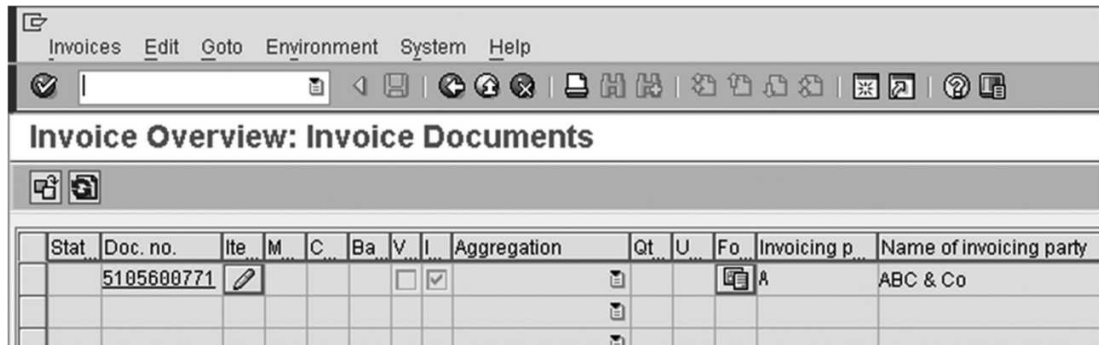 Invoices Edit Goto Environment System Help
Invoice Overview: Invoice Documents
Stat... Doc. no. Ite... M... C... Ba... V... I... Aggregation Qt... U... Fo... Invoicing p... Name of invoicing party
5105600771 A ABC & Co